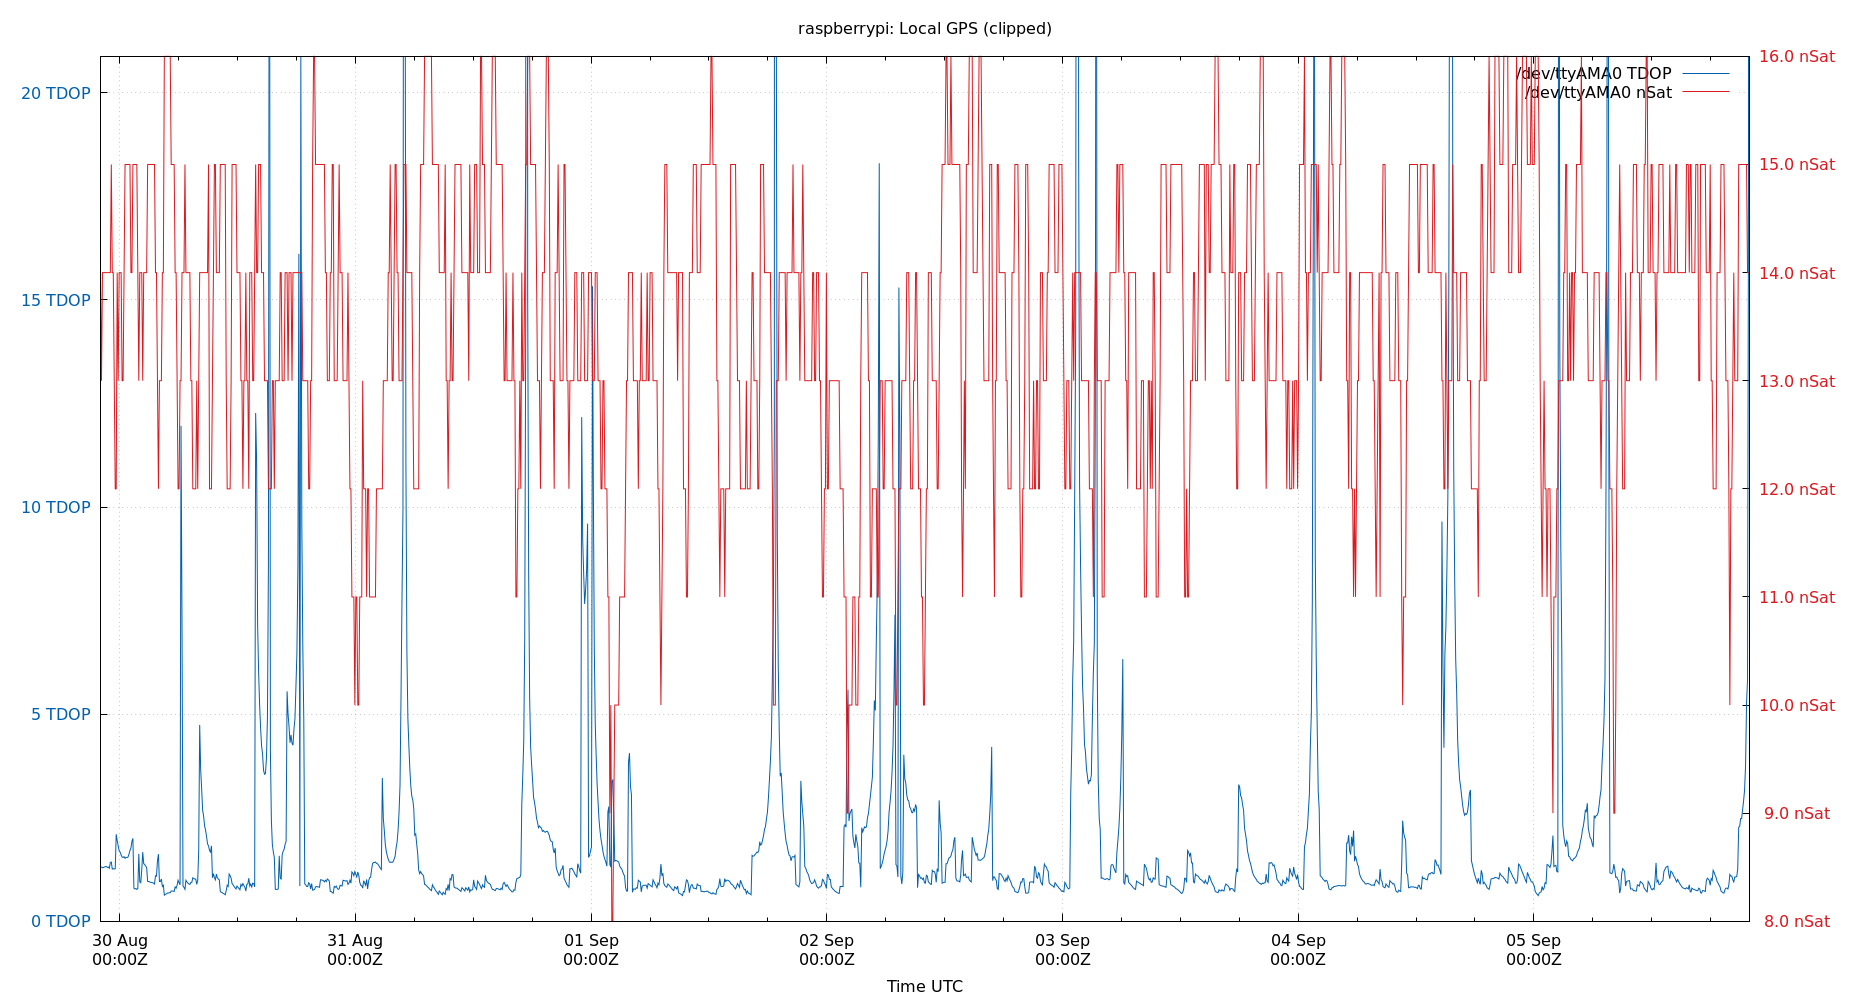 raspberrypi: Local GPS (clipped)
/dev/ttyAMA0 TDOP
/dev/ttyAMA0 nSat
20 TDOP
15 TDOP
10 TDOP
5 TDOP
0 TDOP
16.0 nSat
15.0 nSat
14.0 nSat
13.0 nSat
12.0 nSat
11.0 nSat
10.0 nSat
9.0 nSat
8.0 nSat
30 Aug
00:00Z
31 Aug
00:00Z
01 Sep
00:00Z
02 Sep
00:00Z
03 Sep
00:00Z
04 Sep
00:00Z
05 Sep
00:00Z
Time UTC